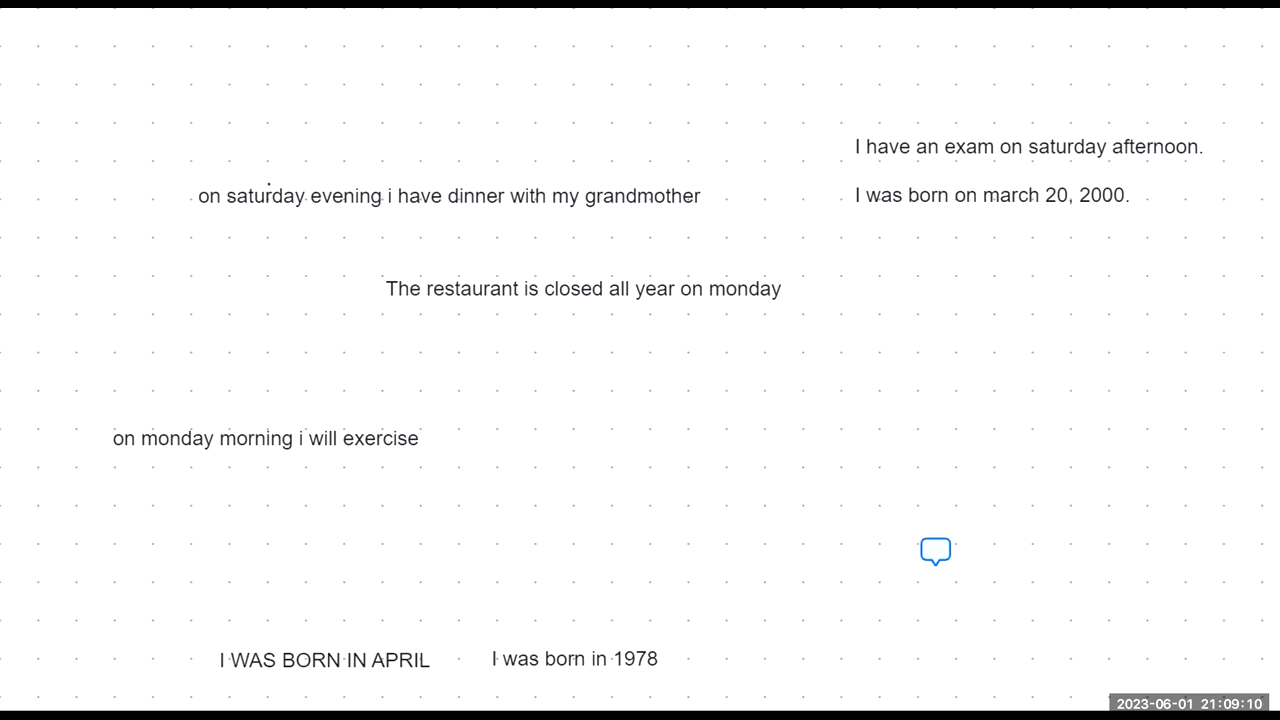 I have an exam on saturday afternoon.
on saturday evening i have dinner with my grandmother
I was born on march 20, 2000.
The restaurant is closed all year on monday
on monday morning i will exercise
I WAS BORN IN APRIL
I was born in 1978
2023-06-01 21:09:10